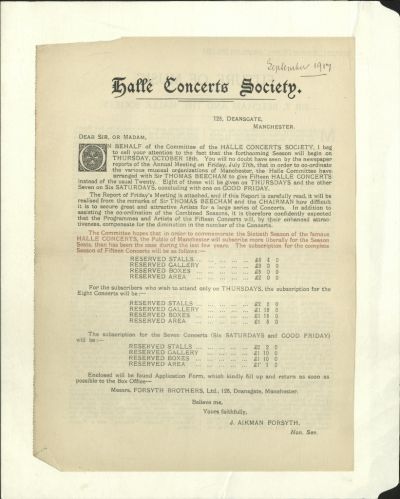 September 1917
Hallé Concerts Society.
126, DEANSGATE,
MANCHESTER.
DEAR SIR, OR MADAM,
ON BEHALF of the Committee of the HALLE CONCERTS SOCIETY, I beg
to call your attention to the fact that the forthcoming Season will begin on
THURSDAY, OCTOBER 18th. You will no doubt have seen by the newspaper
reports of the Annual Meeting on Friday, July 27th, that in order to co-ordinate
the various musical organizations of Manchester, the Halle Committee have
arranged with Sir THOMAS BEECHAM to give Fifteen HALLE CONCERTS
instead of the usual Twenty. Eight of these will be given on THURSDAYS and the other
Seven on Six SATURDAYS, concluding with one on GOOD FRIDAY.
The Report of Friday's Meeting is attached, and if this Report is carefully read, it will be
realised from the remarks of Sir THOMAS BEECHAM and the CHAIRMAN how difficult
it is to secure great and attractive Artists for a large series of Concerts. In addition to
assisting the co-ordination of the Combined Seasons, it is therefore confidently expected
that the Programmes and Artists of the Fifteen Concerts will, by their enhanced attrac-
tiveness, compensate for the diminution in the number of the Concerts.
The Committee hopes that in order to commemorate the Sixtieth Season of the famous
HALLE CONCERTS, the Public of Manchester will subscribe more liberally for the Season
Seats, than has been the case during the last few years. The subscription for the complete
Season of Fifteen Concerts will be as follows:—
RESERVED STALLS
RESERVED GALLERY
RESERVED BOXES
RESERVED AREA
For the subscribers who wish to attend only on THURSDAYS, the subscription for the
Eight Concerts will be:—
RESERVED STALLS
RESERVED GALLERY
RESERVED BOXES
RESERVED AREA
The subscription for the Seven Concerts (Six SATURDAYS and GOOD FRIDAY)
will be:—
RESERVED STALLS
RESERVED GALLERY
RESERVED BOXES
RESERVED AREA
Enclosed will be found Application Form, which kindly fill up and return as soon as
possible to the Box Office—
Messrs. FORSYTH BROTHERS, Ltd., 126, Deansgate, Manchester.
Believe me,
Yours faithfully,
J. AIKMAN FORSYTH,
Hon. Sec.